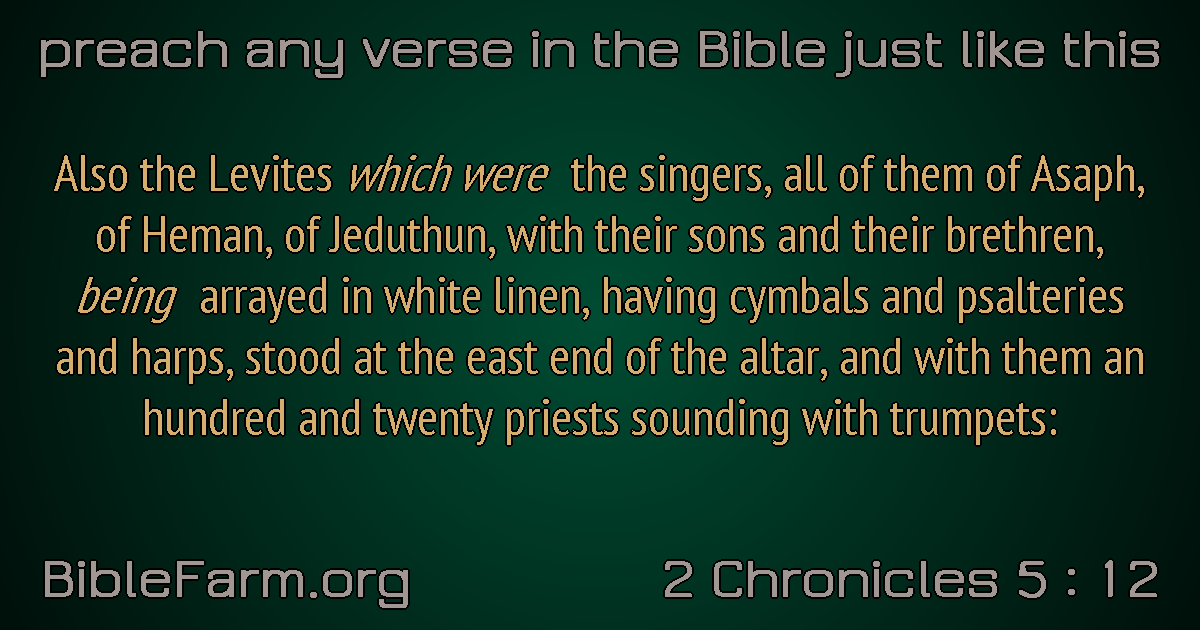 preach any verse in the Bible just like this
Also the Levites which were the singers, all of them of Asaph,
of Heman, of Jeduthun, with their sons and their brethren,
being arrayed in white linen, having cymbals and psalteries
and harps, stood at the east end of the altar, and with them an
hundred and twenty priests sounding with trumpets:
BibleFarm.org
2 Chronicles 5 : 12